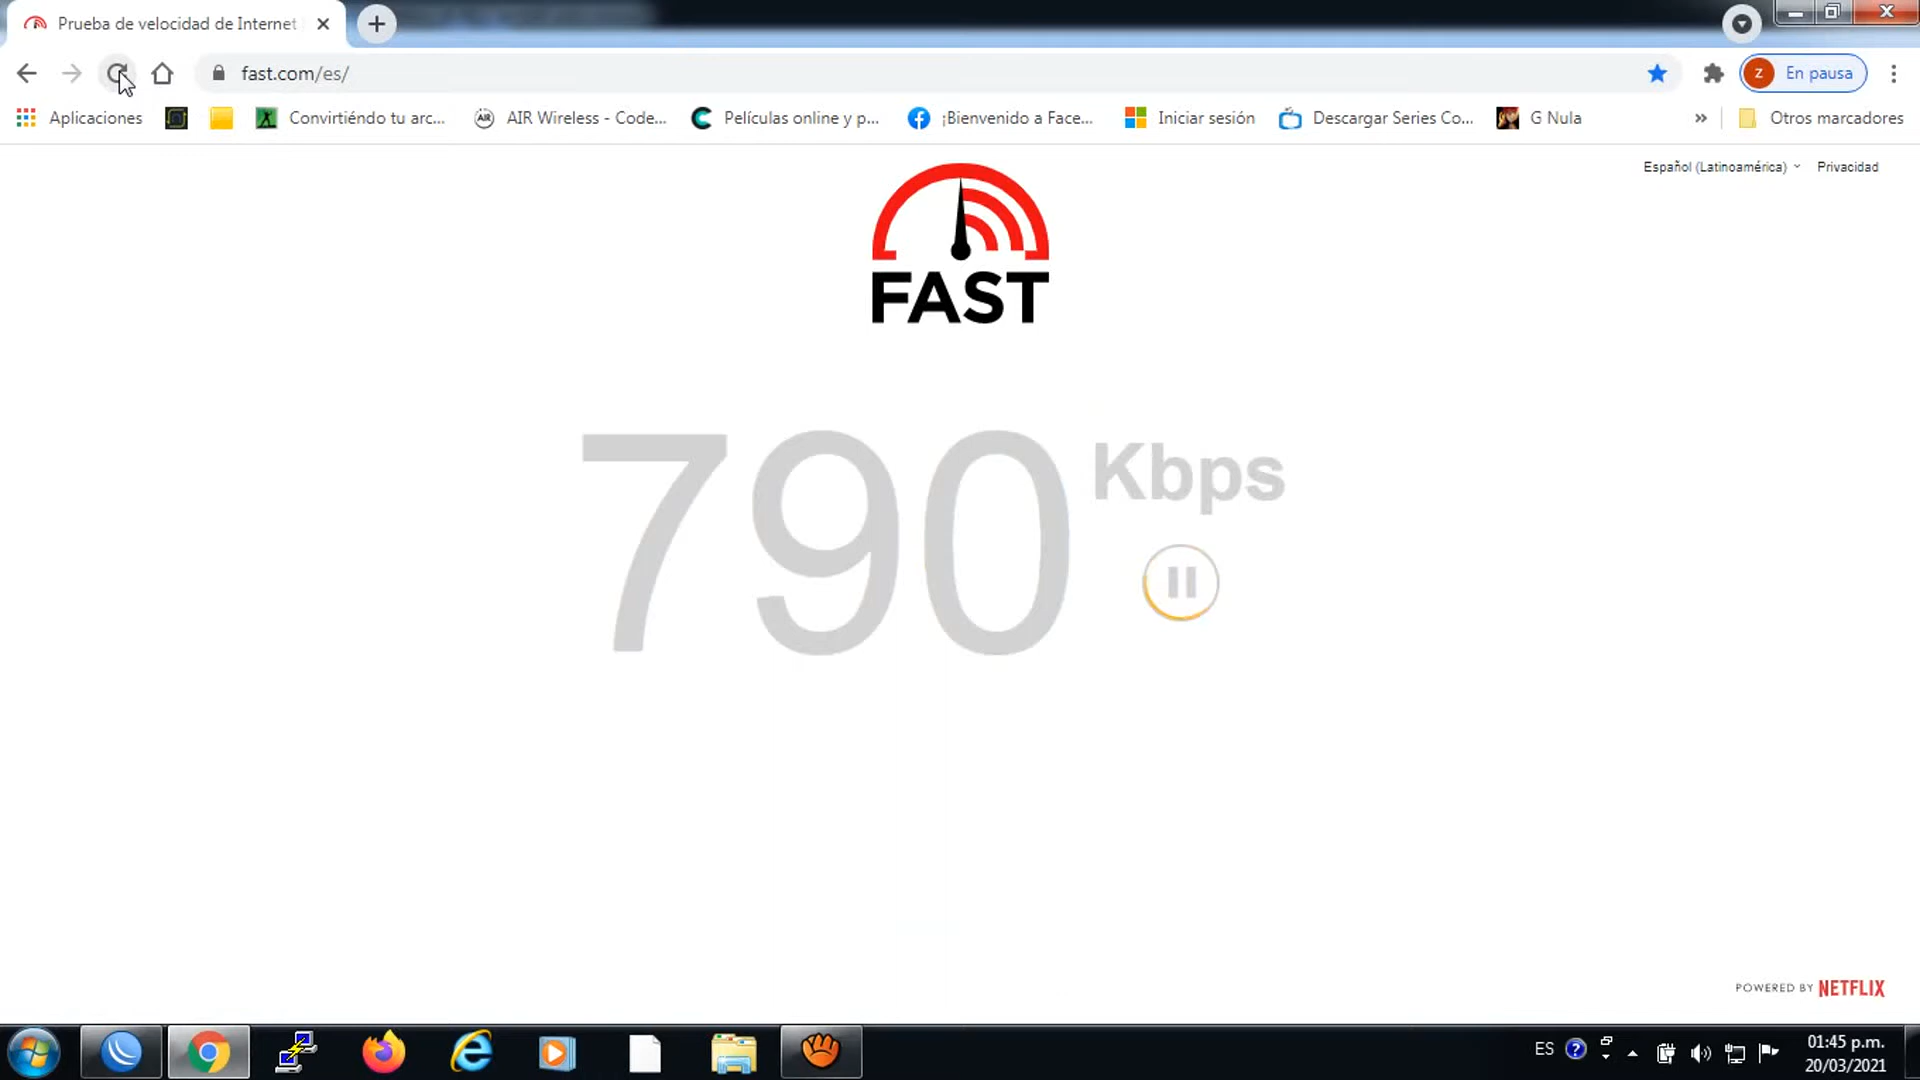 Prueba de velocidad de Internet
fast.com/es/
z En pausa
Aplicaciones
Convirtiéndo tu arc...
AIR Wireless - Code...
Películas online y p...
¡Bienvenido a Face...
Iniciar sesión
Descargar Series Co...
G Nula
»
Otros marcadores
Español (Latinoamérica) Privacidad
FAST
790 Kbps
POWERED BY NETFLIX
ES
01:45 p.m.
20/03/2021